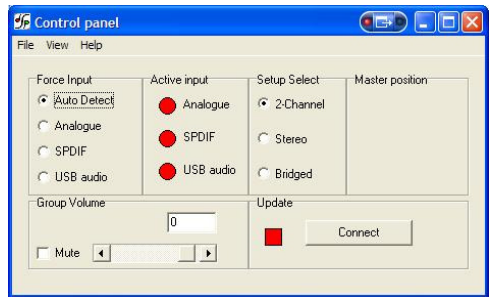 Control panel
File View Help
Force Input
Auto Detect
Analogue
SPDIF
USB audio
Active input
Analogue
SPDIF
USB audio
Setup Select
2-Channel
Stereo
Bridged
Master position
Group Volume
0
Mute
Update
Connect